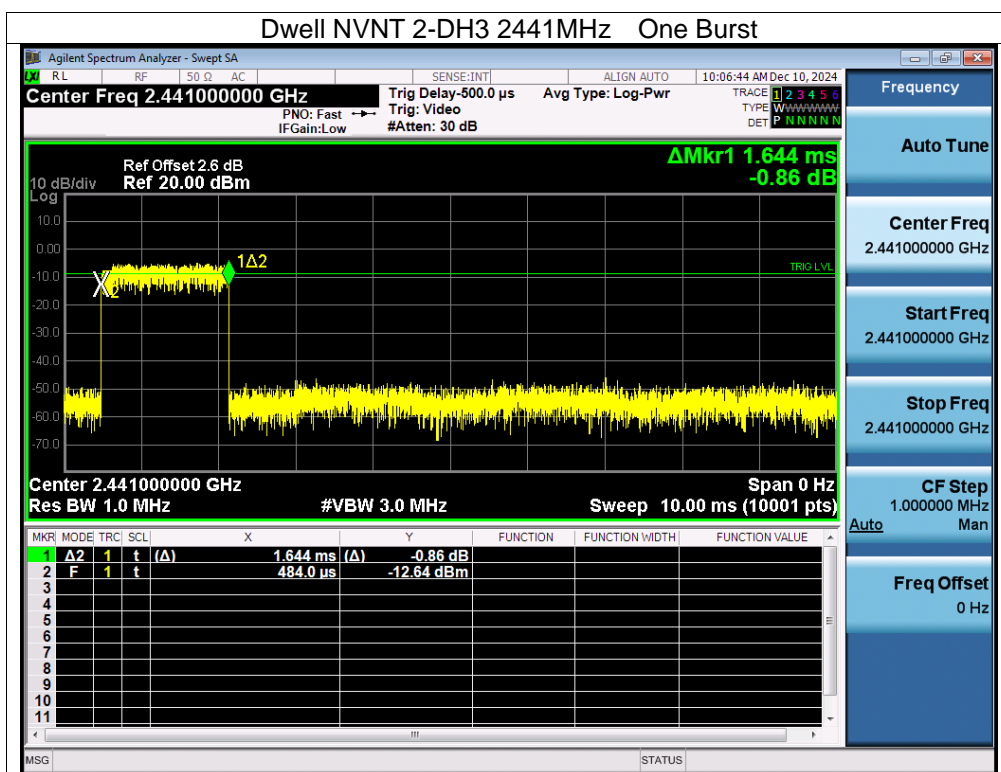 Dwell NVNT 2-DH3 2441MHz One Burst
Agilent Spectrum Analyzer - Swept SA
LXI RL RF 50 Ω AC SENSE:INT ALIGN AUTO 10:06:44 AM Dec 10, 2024
Center Freq 2.441000000 GHz Trig Delay-500.0 µs Avg Type: Log-Pwr TRACE 1 2 3 4 5 6
PNO: Fast Trig: Video TYPE WWWWWW
IFGain:Low #Atten: 30 dB DET P N N N N N
ΔMkr1 1.644 ms
-0.86 dB
Ref Offset 2.6 dB
10 dB/div Ref 20.00 dBm
Log
10.0
0.00
-10.0
-20.0
-30.0
-40.0
-50.0
-60.0
-70.0
1Δ2
2
TRIG LVL
Center 2.441000000 GHz Span 0 Hz
Res BW 1.0 MHz #VBW 3.0 MHz Sweep 10.00 ms (10001 pts)
MKR MODE TRC SCL X Y FUNCTION FUNCTION WIDTH FUNCTION VALUE
1 Δ2 1 t (Δ) 1.644 ms (Δ) -0.86 dB
2 F 1 t 484.0 µs -12.64 dBm
3
4
5
6
7
8
9
10
11
MSG STATUS
Frequency
Auto Tune
Center Freq
2.441000000 GHz
Start Freq
2.441000000 GHz
Stop Freq
2.441000000 GHz
CF Step
1.000000 MHz
Auto Man
Freq Offset
0 Hz